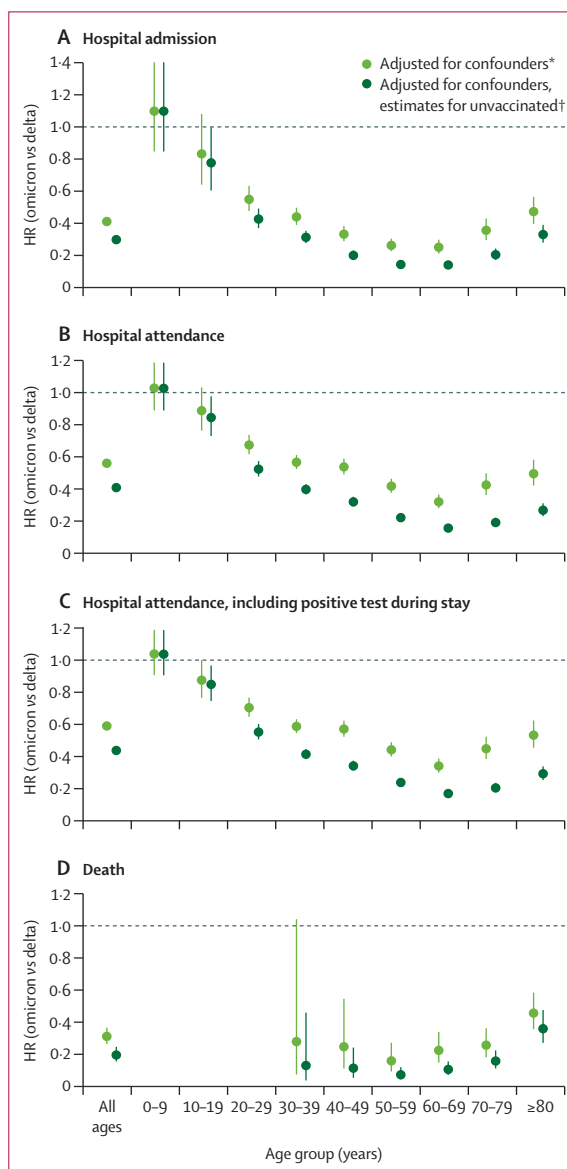 A Hospital admission
Adjusted for confounders*
Adjusted for confounders,
estimates for unvaccinated†
HR (omicron vs delta)
1·4
1·2
1·0
0·8
0·6
0·4
0·2
0
B Hospital attendance
HR (omicron vs delta)
1·2
1·0
0·8
0·6
0·4
0·2
0
C Hospital attendance, including positive test during stay
HR (omicron vs delta)
1·2
1·0
0·8
0·6
0·4
0·2
0
D Death
HR (omicron vs delta)
1·2
1·0
0·8
0·6
0·4
0·2
0
All
ages
0–9
10–19
20–29
30–39
40–49
50–59
60–69
70–79
≥80
Age group (years)